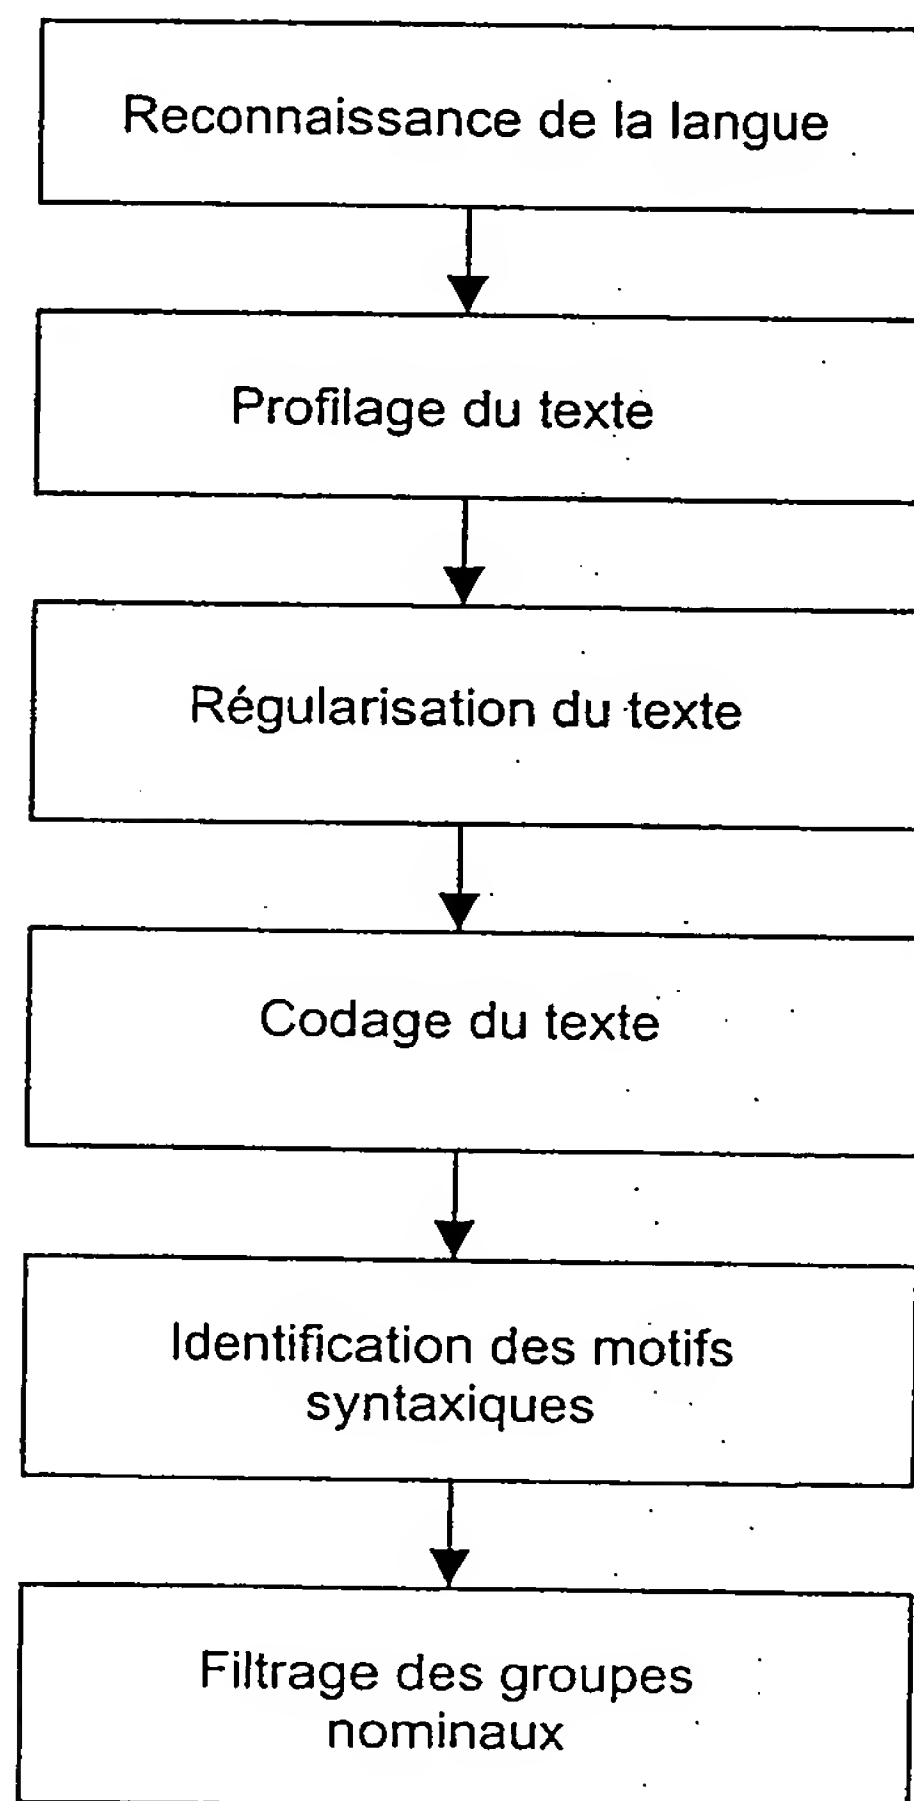 Reconnaissance de la langue
Profilage du texte
Régularisation du texte
Codage du texte
Identification des motifs
syntaxiques
Filtrage des groupes
nominaux